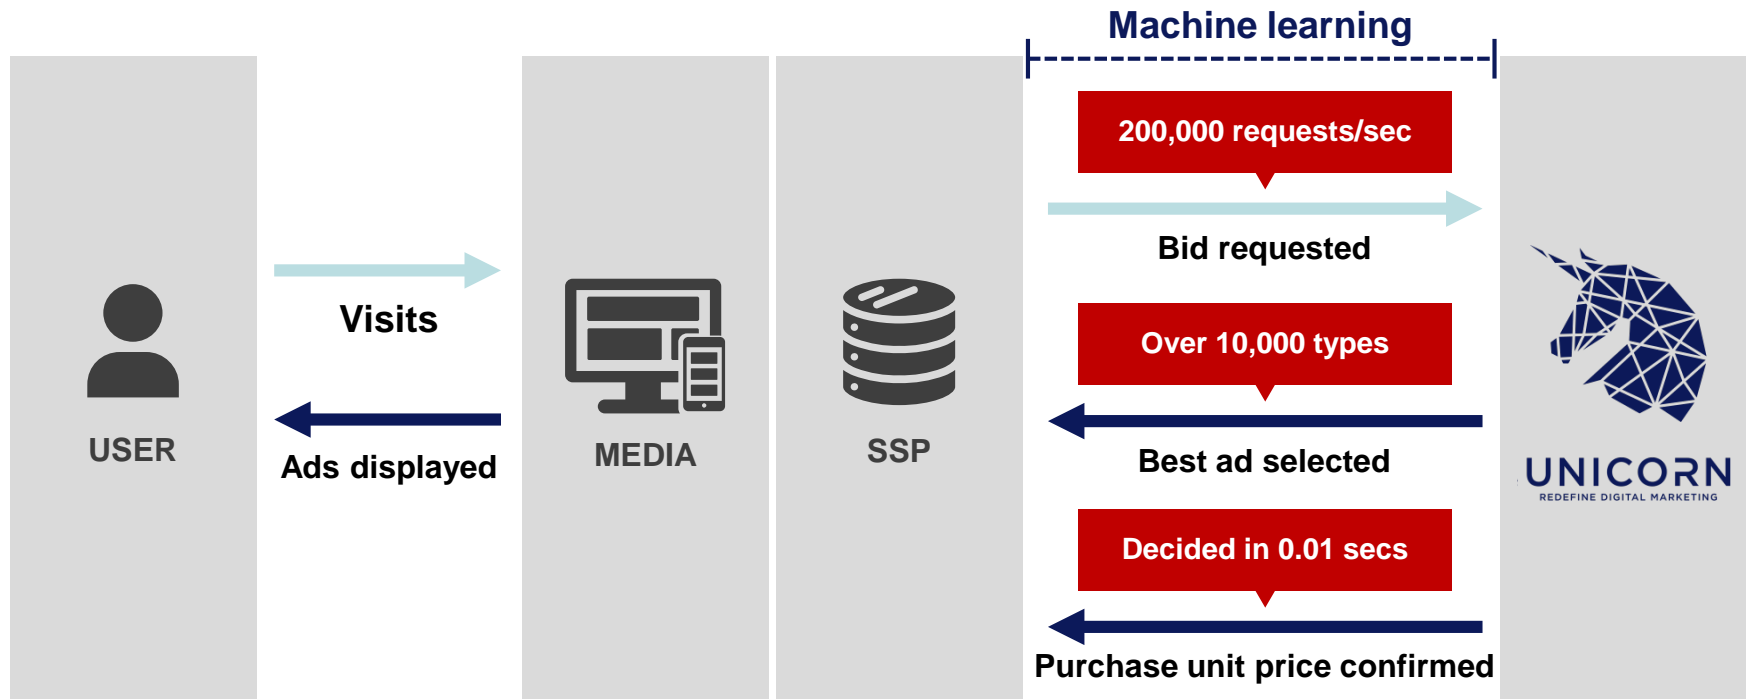 Machine learning
200,000 requests/sec
Bid requested
Visits
Over 10,000 types
USER
Ads displayed
MEDIA
SSP
Best ad selected
UNICORN
REDEFINE DIGITAL MARKETING
Decided in 0.01 secs
Purchase unit price confirmed